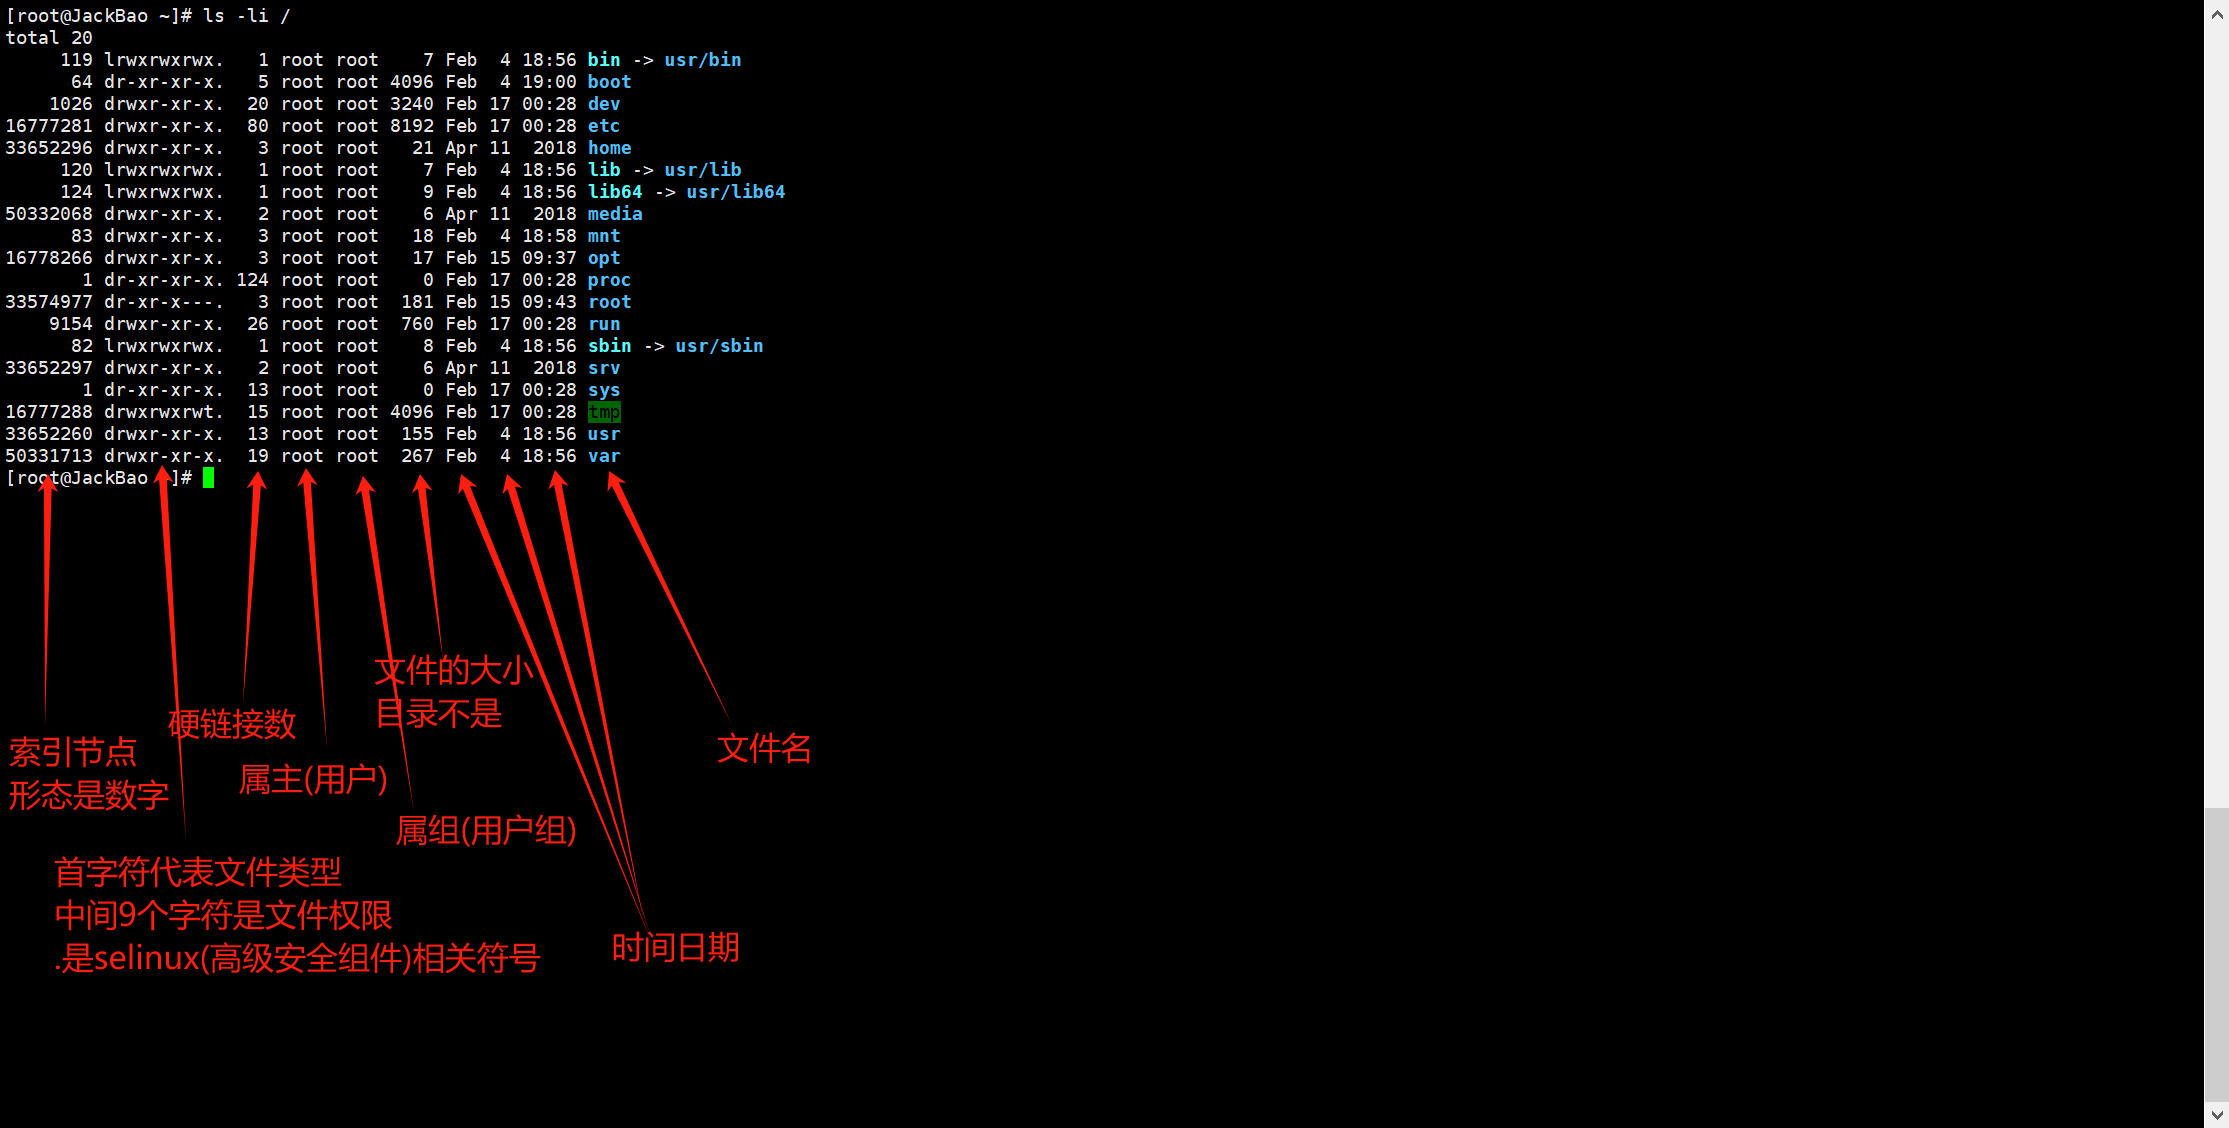 [root@JackBao ~]# ls -li /
total 20
     119 lrwxrwxrwx.   1 root root    7 Feb  4 18:56 bin -> usr/bin
      64 dr-xr-xr-x.   5 root root 4096 Feb  4 19:00 boot
    1026 drwxr-xr-x.  20 root root 3240 Feb 17 00:28 dev
16777281 drwxr-xr-x.  80 root root 8192 Feb 17 00:28 etc
33652296 drwxr-xr-x.   3 root root   21 Apr 11  2018 home
     120 lrwxrwxrwx.   1 root root    7 Feb  4 18:56 lib -> usr/lib
     124 lrwxrwxrwx.   1 root root    9 Feb  4 18:56 lib64 -> usr/lib64
50332068 drwxr-xr-x.   2 root root    6 Apr 11  2018 media
      83 drwxr-xr-x.   3 root root   18 Feb  4 18:58 mnt
16778266 drwxr-xr-x.   3 root root   17 Feb 15 09:37 opt
       1 dr-xr-xr-x. 124 root root    0 Feb 17 00:28 proc
33574977 dr-xr-x---.   3 root root  181 Feb 15 09:43 root
    9154 drwxr-xr-x.  26 root root  760 Feb 17 00:28 run
      82 lrwxrwxrwx.   1 root root    8 Feb  4 18:56 sbin -> usr/sbin
33652297 drwxr-xr-x.   2 root root    6 Apr 11  2018 srv
       1 dr-xr-xr-x.  13 root root    0 Feb 17 00:28 sys
16777288 drwxrwxrwt.  15 root root 4096 Feb 17 00:28 tmp
33652260 drwxr-xr-x.  13 root root  155 Feb  4 18:56 usr
50331713 drwxr-xr-x.  19 root root  267 Feb  4 18:56 var
[root@JackBao ~]#
文件的大小
目录不是
硬链接数
索引节点
形态是数字
文件名
属主(用户)
属组(用户组)
首字符代表文件类型
中间9个字符是文件权限
.是selinux(高级安全组件)相关符号
时间日期